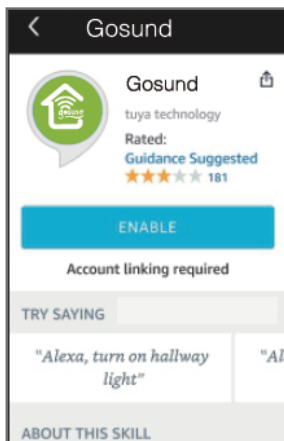 Gosund
gosund
Gosund
tuya technology
Rated:
Guidance Suggested
181
ENABLE
Account linking required
TRY SAYING
"Alexa, turn on hallway
light"
"Al
ABOUT THIS SKILL